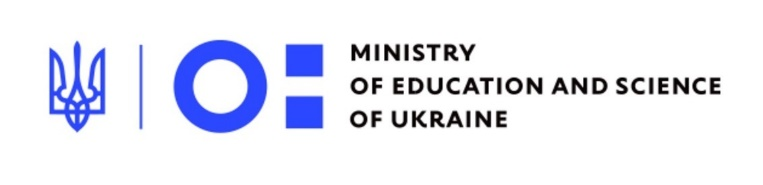 MINISTRY
OF EDUCATION AND SCIENCE
OF UKRAINE